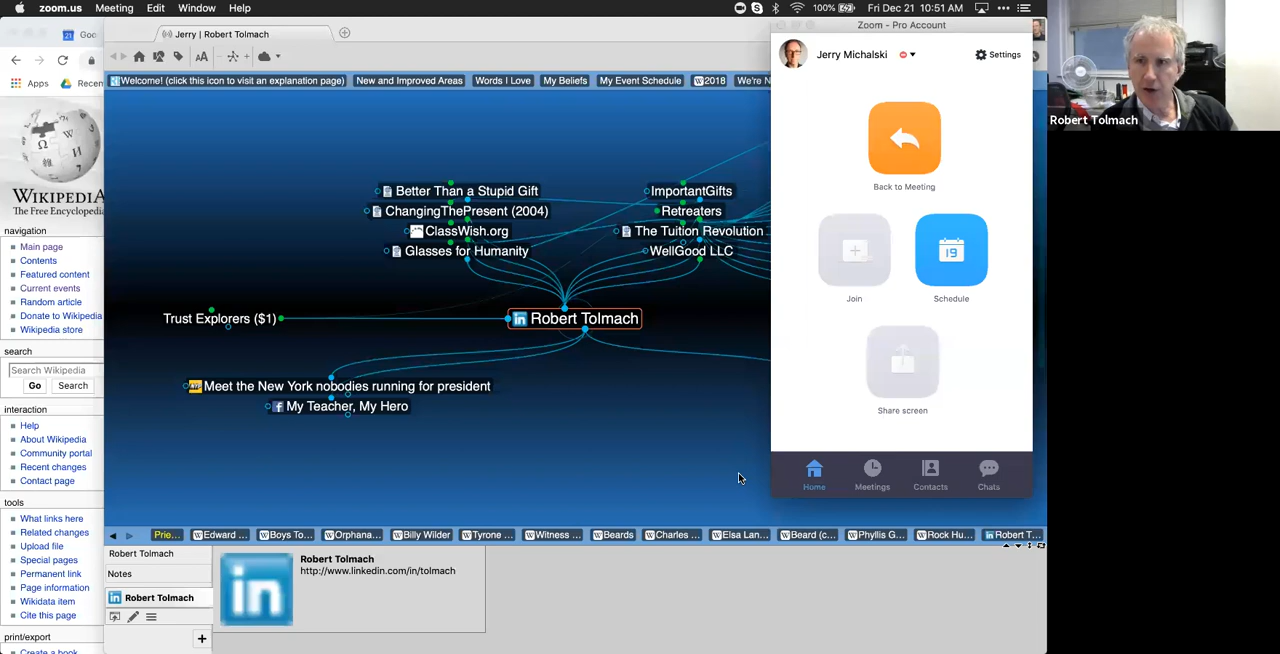 zoom.us Meeting Edit Window Help
100% Fri Dec 21 10:51 AM
Goo
Jerry | Robert Tolmach
Zoom - Pro Account
Apps
Welcome! (click this icon to visit an explanation page) New and Improved Areas Words I Love My Beliefs My Event Schedule 2018 We're N
Jerry Michalski
Settings
Back to Meeting
Join
Schedule
19
Share screen
Home Meetings Contacts Chats
Robert Tolmach
WIKIPEDIA
The Free Encyclopedia
navigation
Main page
Contents
Featured content
Current events
Random article
Donate to Wikipedia
Wikipedia store
search
Search Wikipedia
Go Search
interaction
Help
About Wikipedia
Community portal
Recent changes
Contact page
tools
What links here
Related changes
Upload file
Special pages
Permanent link
Page information
Wikidata item
Cite this page
print/export
Create a book
Better Than a Stupid Gift
ChangingThePresent (2004)
ClassWish.org
Glasses for Humanity
ImportantGifts
Retreaters
The Tuition Revolution
WellGood LLC
Trust Explorers ($1)
Robert Tolmach
Meet the New York nobodies running for president
My Teacher, My Hero
Prie... Edward ... Boys To... Orphana... Billy Wilder Tyrone ... Witness ... Beards Charles ... Elsa Lan... Beard (c... Phyllis G... Rock Hu... Robert T...
Robert Tolmach
Notes
Robert Tolmach
Robert Tolmach
http://www.linkedin.com/in/tolmach